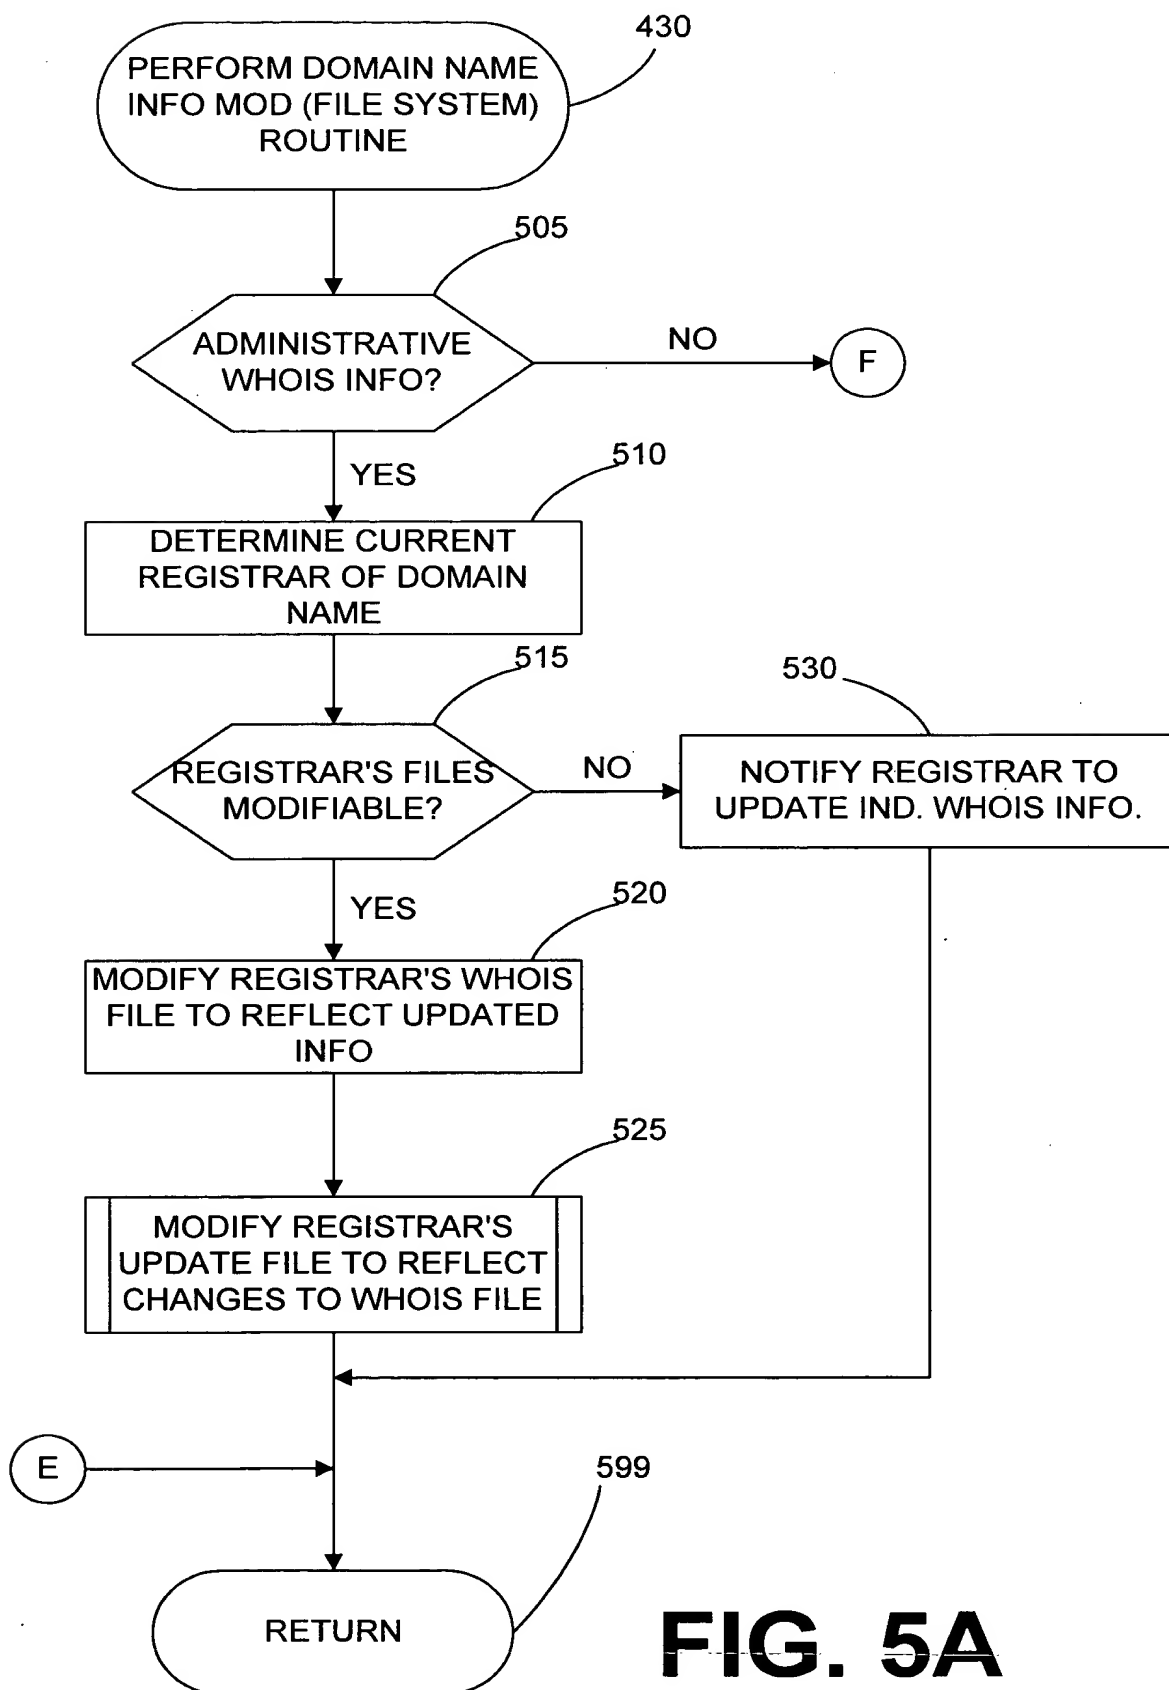 430
PERFORM DOMAIN NAME
INFO MOD (FILE SYSTEM)
ROUTINE
505
ADMINISTRATIVE
WHOIS INFO?
NO
F
YES
510
DETERMINE CURRENT
REGISTRAR OF DOMAIN
NAME
515
REGISTRAR'S FILES
MODIFIABLE?
NO
530
NOTIFY REGISTRAR TO
UPDATE IND. WHOIS INFO.
YES
520
MODIFY REGISTRAR'S WHOIS
FILE TO REFLECT UPDATED
INFO
525
MODIFY REGISTRAR'S
UPDATE FILE TO REFLECT
CHANGES TO WHOIS FILE
E
599
RETURN
FIG. 5A